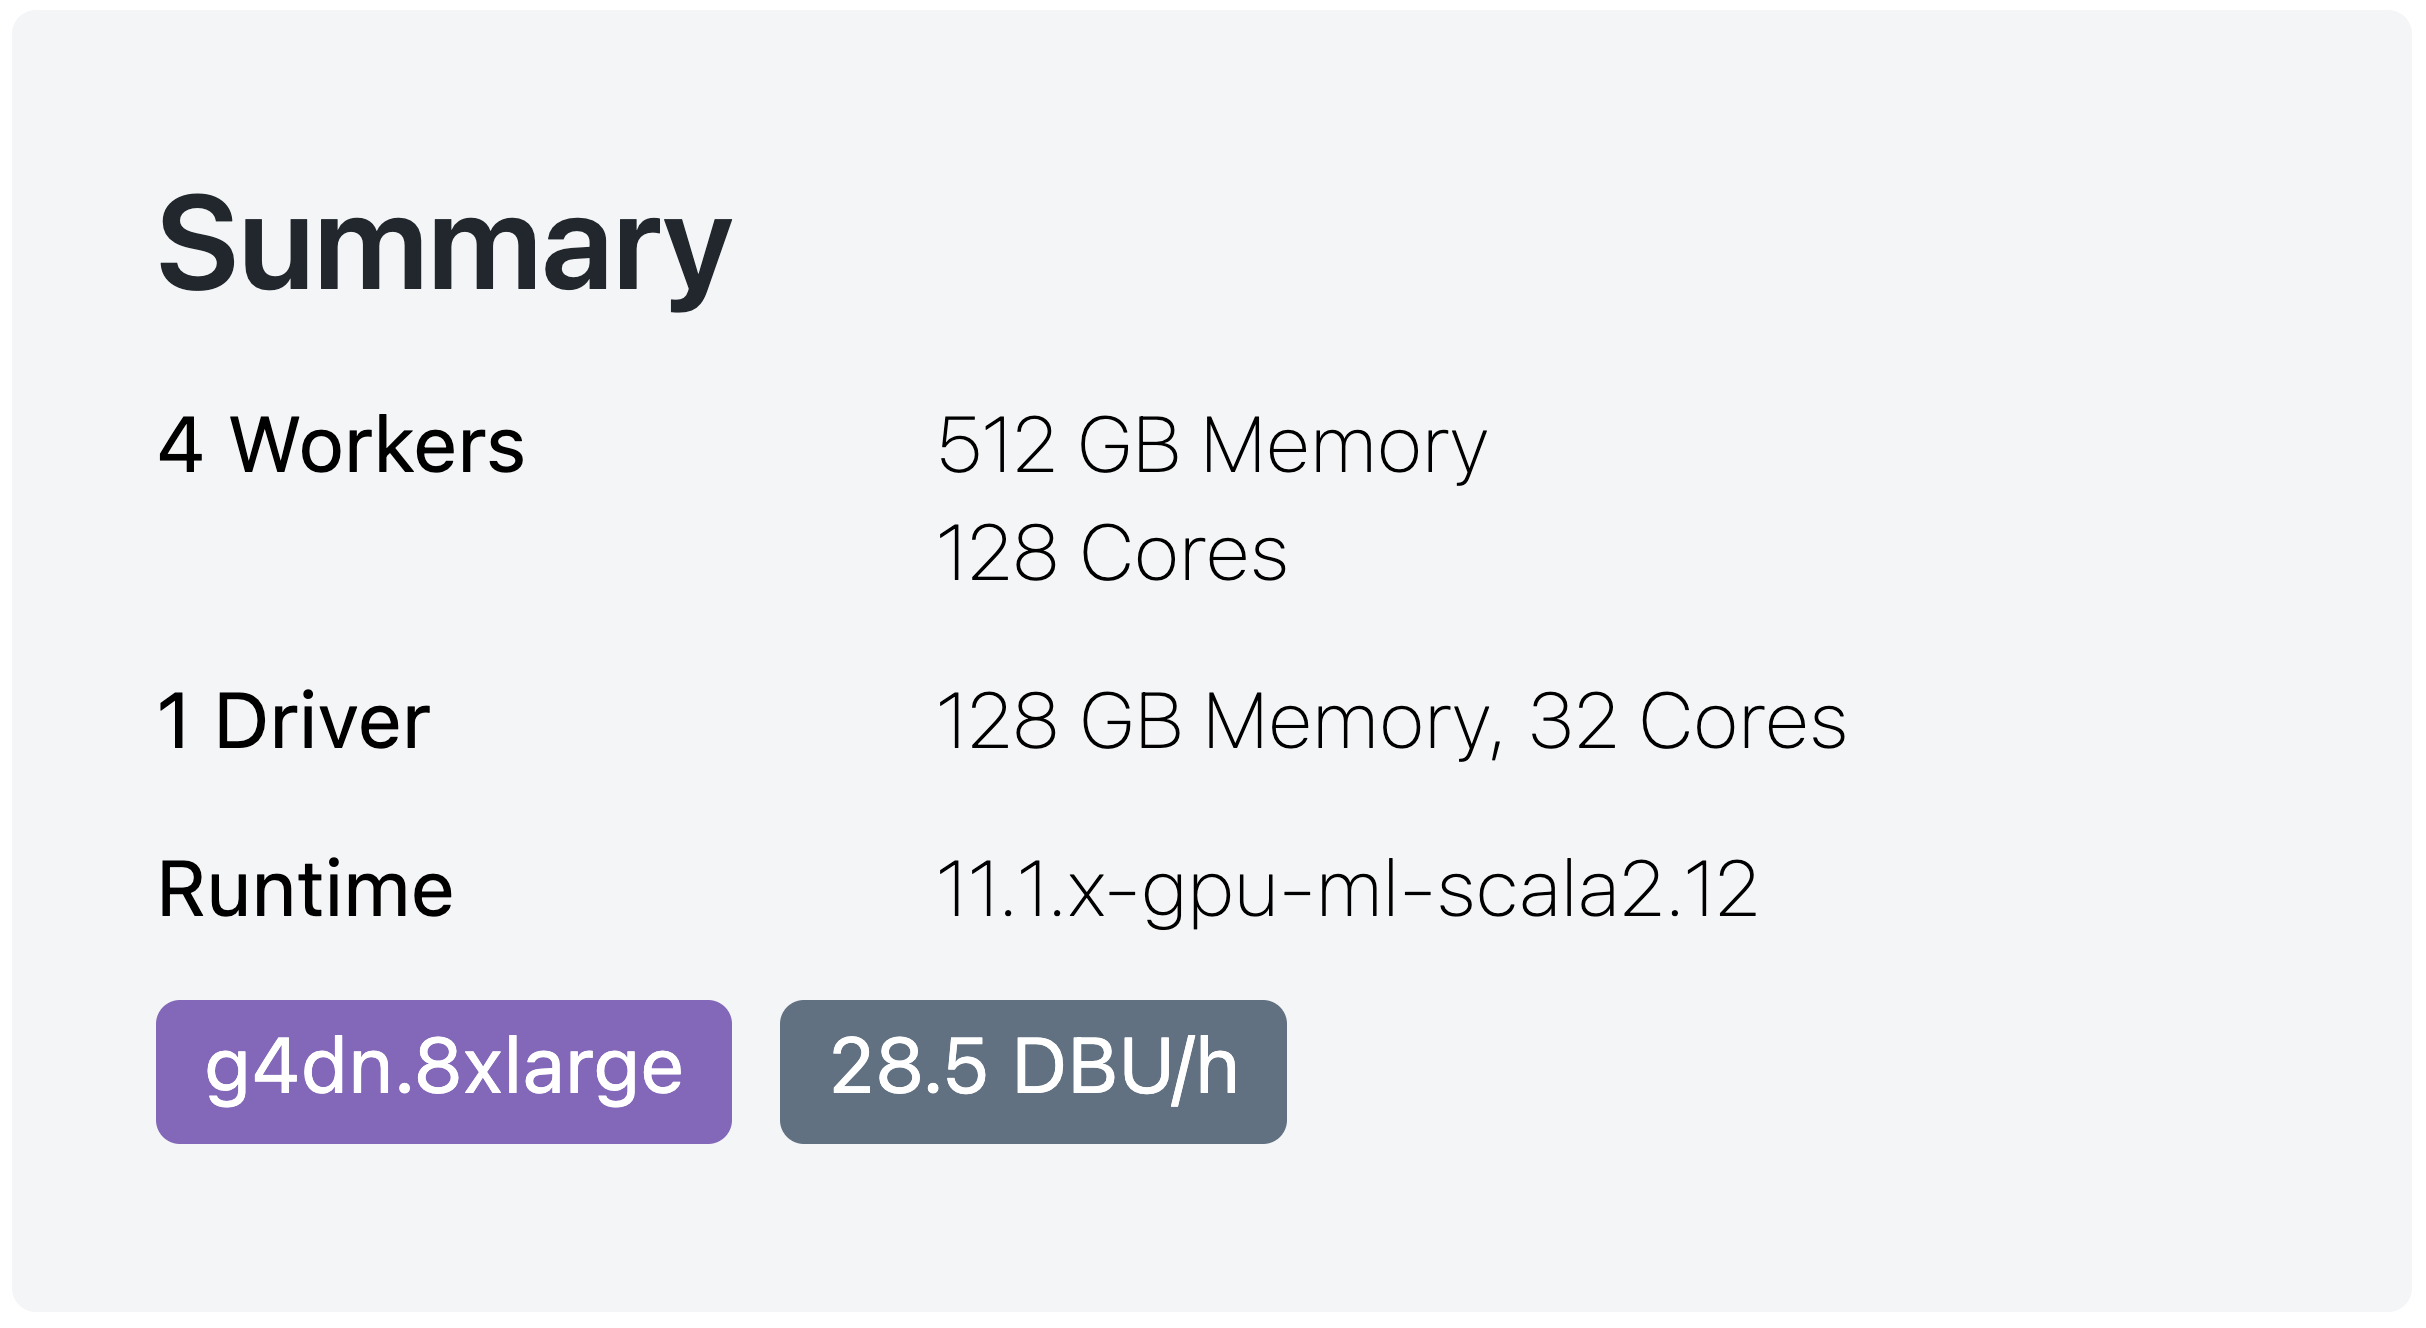 Summary
4 Workers 512 GB Memory
128 Cores
1 Driver 128 GB Memory, 32 Cores
Runtime 11.1.x-gpu-ml-scala2.12
g4dn.8xlarge 28.5 DBU/h